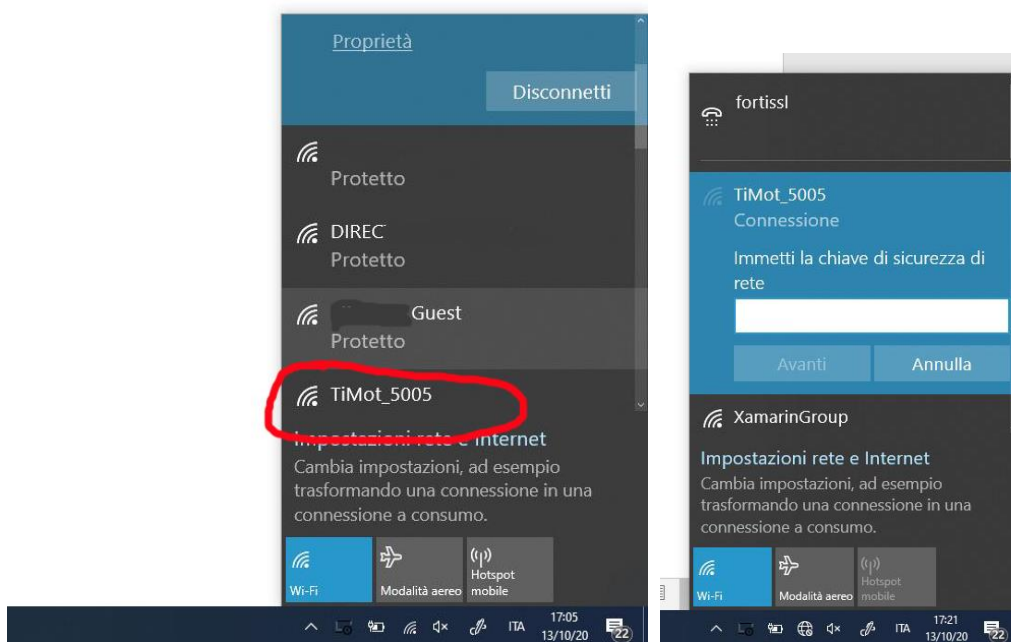 Proprietà
Disconnetti
Protetto
DIREC
Protetto
Guest
Protetto
TiMot_5005
Impostazioni rete e Internet
Cambia impostazioni, ad esempio
trasformando una connessione in una
connessione a consumo.
Wi-Fi
Modalità aereo
Hotspot
mobile
ITA
17:05
13/10/20
22
fortissl
TiMot_5005
Connessione
Immetti la chiave di sicurezza di
rete
Avanti
Annulla
XamarinGroup
Impostazioni rete e Internet
Cambia impostazioni, ad esempio
trasformando una connessione in una
connessione a consumo.
Wi-Fi
Modalità aereo
Hotspot
mobile
ITA
17:21
13/10/20
22